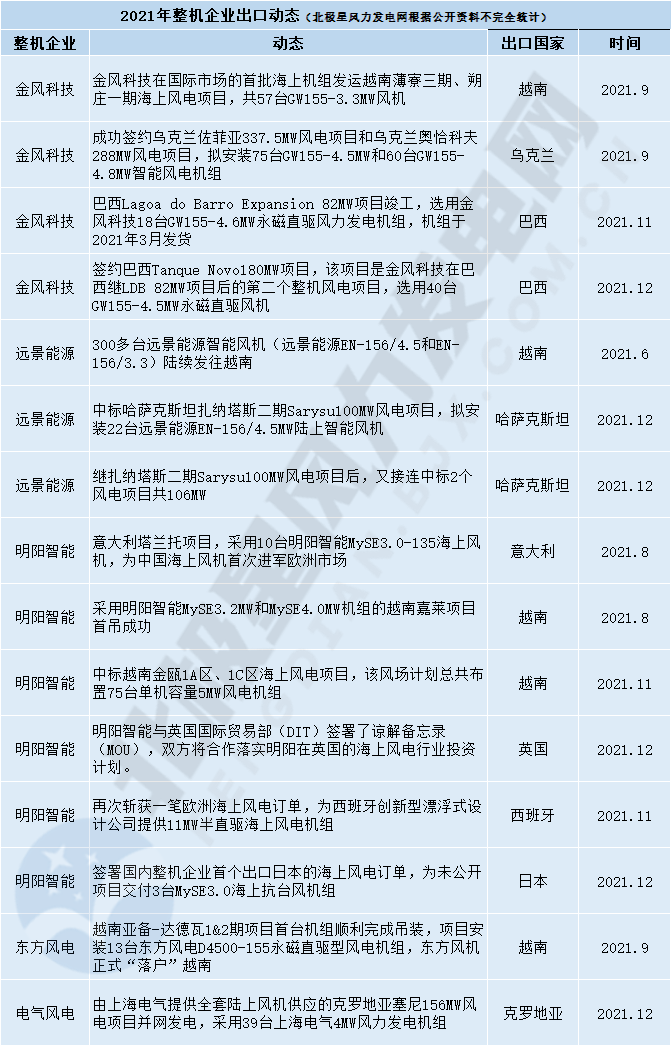 2021年整机企业出口动态（北极星风力发电网根据公开资料不完全统计）
整机企业 动态 出口国家 时间
金风科技在国际市场的首批海上机组发运越南薄寮三期、朔
金风科技 越南 2021.9
庄一期海上风电项目，共57台GW155-3.3MW风机
成功签约乌克兰佐菲亚337.5MW风电项目和乌克兰奥恰科夫
金风科技 288MW风电项目，拟安装75台GW155-4.5MW和60台GW155- 乌克兰 2021.9
4.8MW智能风电机组
巴西Lagoa do Barro Expansion 82MW项目竣工，选用金
金风科技 风科技18台GW155-4.6MW永磁直驱风力发电机组，机组于 巴西 2021.11
2021年3月发货
签约巴西Tanque Novo180MW项目，该项目是金风科技在巴
金风科技 西继LDB 82MW项目后的第二个整机风电项目，选用40台 巴西 2021.12
GW155-4.5MW永磁直驱风机
300多台远景能源智能风机（远景能源EN-156/4.5和EN-
远景能源 越南 2021.6
156/3.3）陆续发往越南
中标哈萨克斯坦扎纳塔斯二期Sarysu100MW风电项目，拟安
远景能源 哈萨克斯坦 2021.12
装22台远景能源EN-156/4.5MW陆上智能风机
继扎纳塔斯二期Sarysu100MW风电项目后，又接连中标2个
远景能源 哈萨克斯坦 2021.12
风电项目共106MW
意大利塔兰托项目，采用10台明阳智能MySE3.0-135海上风
明阳智能 意大利 2021.8
机，为中国海上风机首次进军欧洲市场
采用明阳智能MySE3.2MW和MySE4.0MW机组的越南嘉莱项目
明阳智能 越南 2021.8
首吊成功
中标越南金瓯1A区、1C区海上风电项目，该风场计划总共布
明阳智能 越南 2021.11
置75台单机容量5MW风电机组
明阳智能与英国国际贸易部（DIT）签署了谅解备忘录
明阳智能 （MOU），双方将合作落实明阳在英国的海上风电行业投资 英国 2021.12
计划。
再次斩获一笔欧洲海上风电订单，为西班牙创新型漂浮式设
明阳智能 西班牙 2021.11
计公司提供11MW半直驱海上风电机组
签署国内整机企业首个出口日本的海上风电订单，为未公开
明阳智能 日本 2021.12
项目交付3台MySE3.0海上抗台风机组
越南亚备-达德瓦1&2期项目首台机组顺利完成吊装，项目安
东方风电 装13台东方风电D4500-155永磁直驱型风电机组，东方风机 越南 2021.9
正式“落户”越南
由上海电气提供全套陆上风机供应的克罗地亚塞尼156MW风
电气风电 克罗地亚 2021.12
电项目并网发电，采用39台上海电气4MW风力发电机组
北极星风力发电网